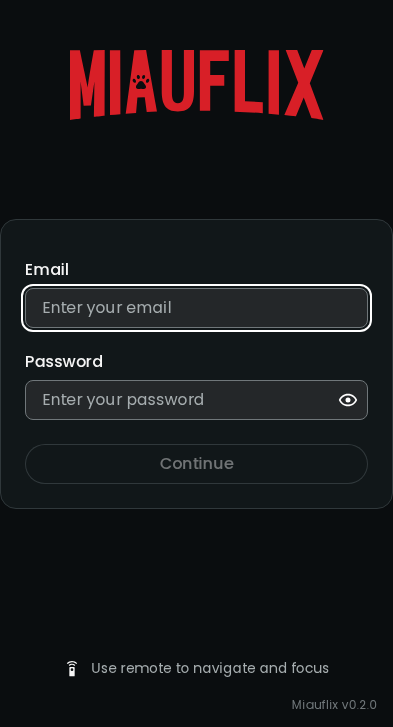 MIAUFLIX
Email
Enter your email
Password
Enter your password
Continue
Use remote to navigate and focus
Miauflix v0.2.0